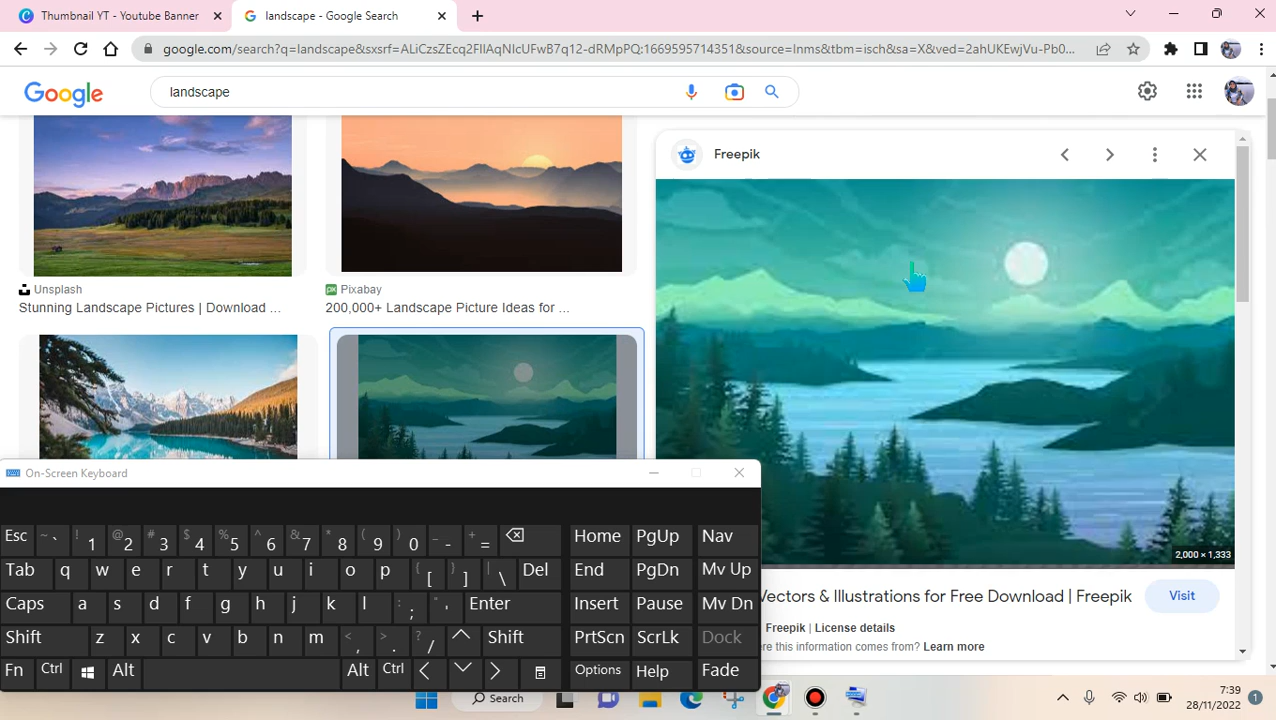 Thumbnail YT - Youtube Banner
landscape - Google Search
google.com/search?q=landscape&sxsrf=ALiCzsZEcq2FIlAqNIcUFwB7q12-dRMpPQ:1669595714351&source=lnms&tbm=isch&sa=X&ved=2ahUKEwjVu-Pb0...
Google
landscape
Freepik
Unsplash
Stunning Landscape Pictures | Download ...
Pixabay
200,000+ Landscape Picture Ideas for ...
2,000 × 1,333
Vectors & Illustrations for Free Download | Freepik
Visit
Freepik | License details
re this information comes from? Learn more
On-Screen Keyboard
Esc ~ ` ! 1 @ 2 # 3 $ 4 % 5 ^ 6 & 7 * 8 ( 9 ) 0 _ - + = Home PgUp Nav
Tab q w e r t y u i o p { [ } ] | \ Del End PgDn Mv Up
Caps a s d f g h j k l : ; " ' Enter Insert Pause Mv Dn
Shift z x c v b n m < , > . ? / Shift PrtScn ScrLk Dock
Fn Ctrl Alt Alt Ctrl Options Help Fade
Search
7:39
28/11/2022
1